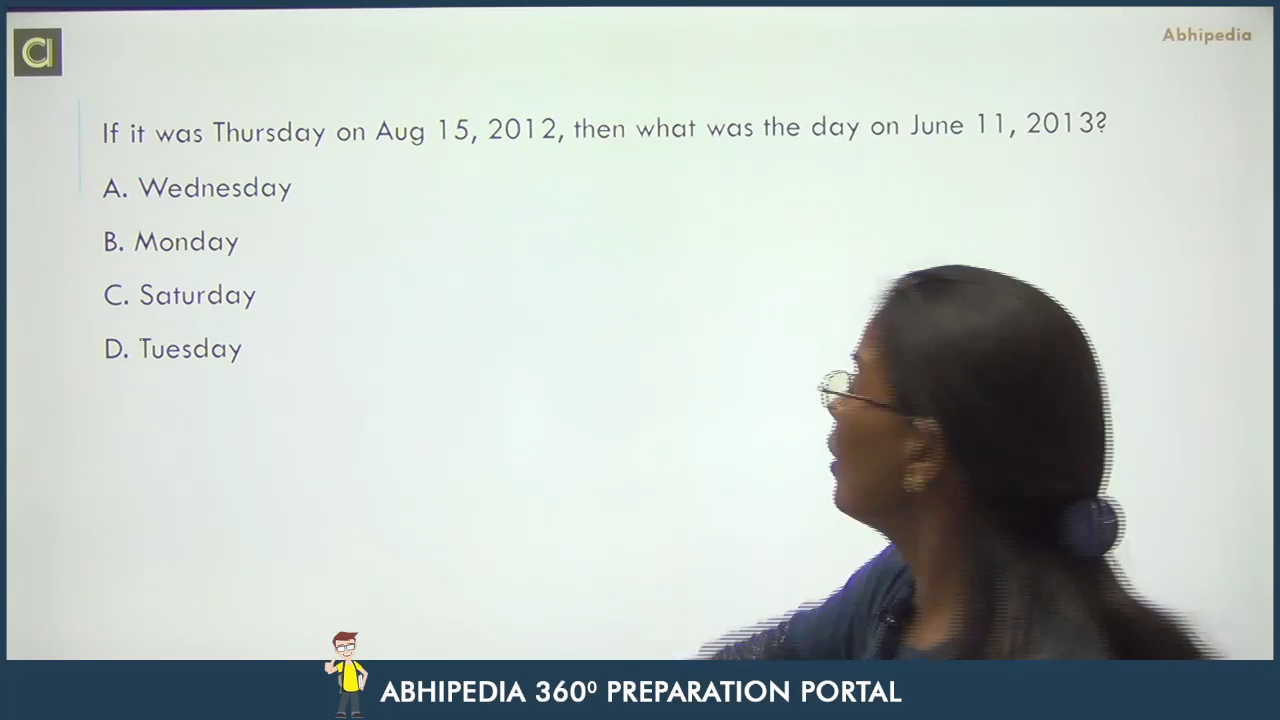 Abhipedia
If it was Thursday on Aug 15, 2012, then what was the day on June 11, 2013?
A. Wednesday
B. Monday
C. Saturday
D. Tuesday
ABHIPEDIA 360⁰ PREPARATION PORTAL